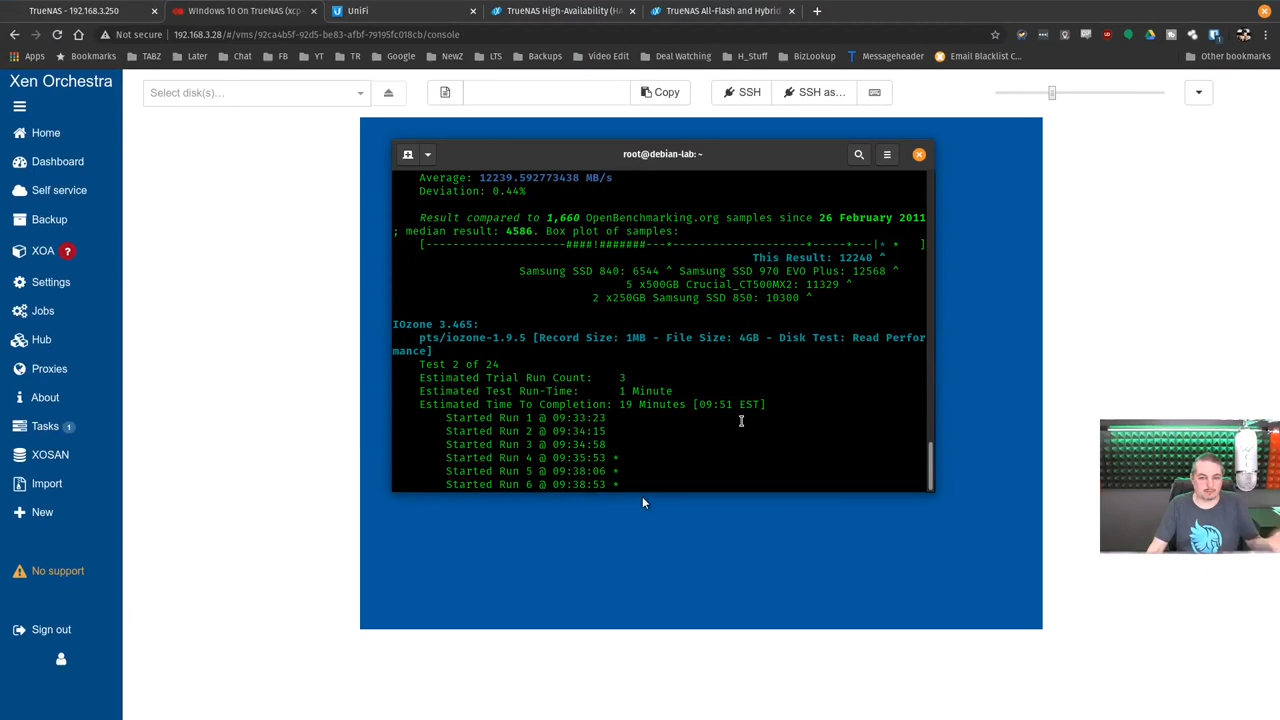 TrueNAS - 192.168.3.250
Windows 10 On TrueNAS (xcp-
UniFi
TrueNAS High-Availability (HA
TrueNAS All-Flash and Hybrid
Not secure
192.168.3.28/#/vms/92ca4b5f-92d5-be83-afbf-79195fc018cb/console
Apps
Bookmarks
TABZ
Later
Chat
FB
YT
TR
Google
NewZ
LTS
Backups
Video Edit
Deal Watching
H_Stuff
BizLookup
Messageheader
Email Blacklist C...
Other bookmarks
Xen Orchestra
Home
Dashboard
Self service
Backup
XOA ?
Settings
Jobs
Hub
Proxies
About
Tasks 1
XOSAN
Import
New
No support
Sign out
Select disk(s)...
Copy
SSH
SSH as...
root@debian-lab: ~
Average: 12239.592773438 MB/s
Deviation: 0.44%
Result compared to 1,660 OpenBenchmarking.org samples since 26 February 2011
; median result: 4586. Box plot of samples:
[---------------------####!#######---*--------------------*-----*---|* * ]
This Result: 12240 ^
Samsung SSD 840: 6544 ^ Samsung SSD 970 EVO Plus: 12568 ^
5 x500GB Crucial_CT500MX2: 11329 ^
2 x250GB Samsung SSD 850: 10300 ^
IOzone 3.465:
pts/iozone-1.9.5 [Record Size: 1MB - File Size: 4GB - Disk Test: Read Perfor
mance]
Test 2 of 24
Estimated Trial Run Count: 3
Estimated Test Run-Time: 1 Minute
Estimated Time To Completion: 19 Minutes [09:51 EST]
Started Run 1 @ 09:33:23
Started Run 2 @ 09:34:15
Started Run 3 @ 09:34:58
Started Run 4 @ 09:35:53 *
Started Run 5 @ 09:38:06 *
Started Run 6 @ 09:38:53 *